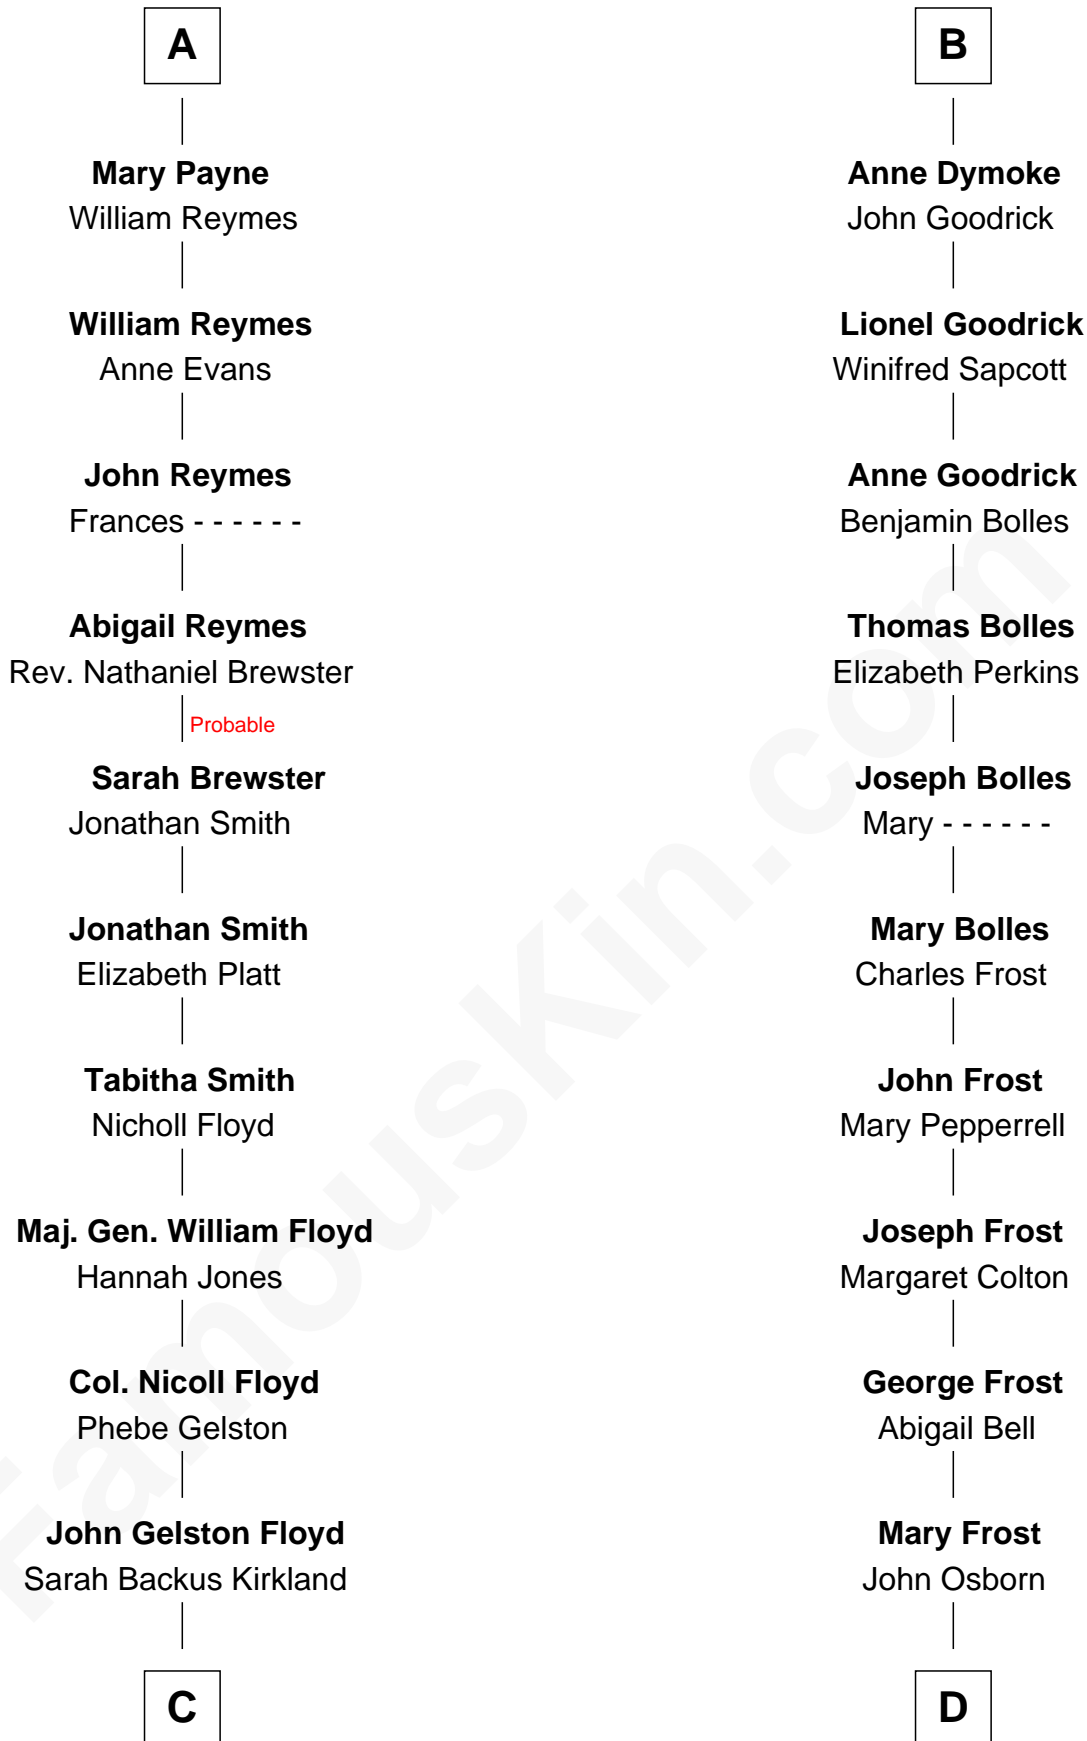 A
Mary Payne
William Reymes
William Reymes
Anne Evans
John Reymes
Frances - - - - - -
Abigail Reymes
Rev. Nathaniel Brewster
Probable
Sarah Brewster
Jonathan Smith
Jonathan Smith
Elizabeth Platt
Tabitha Smith
Nicholl Floyd
Maj. Gen. William Floyd
Hannah Jones
Col. Nicoll Floyd
Phebe Gelston
John Gelston Floyd
Sarah Backus Kirkland
C
B
Anne Dymoke
John Goodrick
Lionel Goodrick
Winifred Sapcott
Anne Goodrick
Benjamin Bolles
Thomas Bolles
Elizabeth Perkins
Joseph Bolles
Mary - - - - - -
Mary Bolles
Charles Frost
John Frost
Mary Pepperrell
Joseph Frost
Margaret Colton
George Frost
Abigail Bell
Mary Frost
John Osborn
D
FamousKin.com